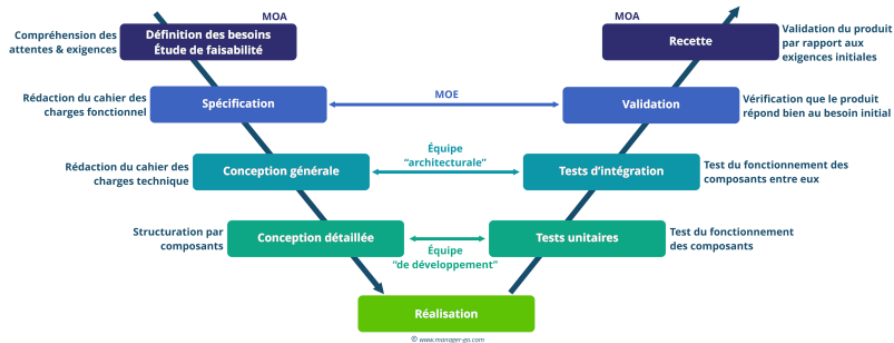 MOA
Définition des besoins
Étude de faisabilité
Compréhension des
attentes & exigences
MOA
Recette
Validation du produit
par rapport aux
exigences initiales
Rédaction du cahier des
charges fonctionnel
Spécification
MOE
Validation
Vérification que le produit
répond bien au besoin initial
Rédaction du cahier des
charges technique
Conception générale
Équipe
“architecturale”
Tests d’intégration
Test du fonctionnement des
composants entre eux
Structuration par
composants
Conception détaillée
Équipe
“de développement”
Tests unitaires
Test du fonctionnement
des composants
Réalisation
© www.manager-go.com